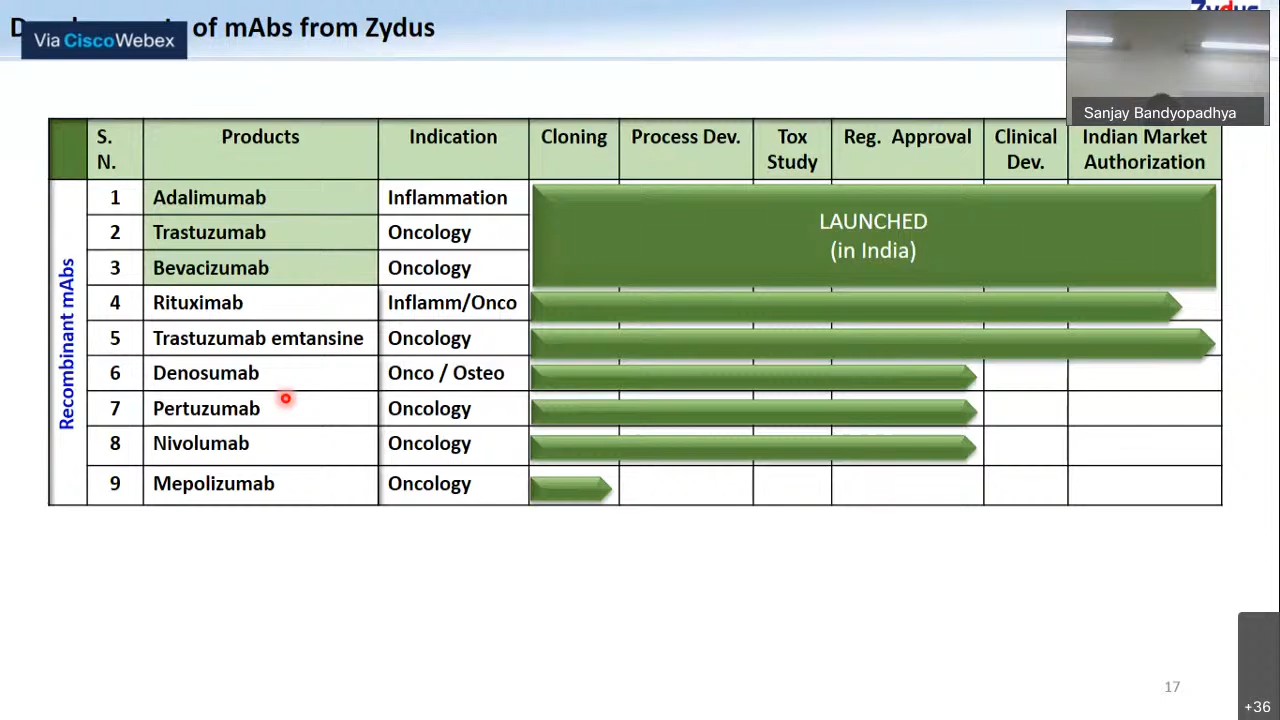 of mAbs from Zydus
Via Cisco Webex
Zydus
Sanjay Bandyopadhya
S. N. Products Indication Cloning Process Dev. Tox Study Reg. Approval Clinical Dev. Indian Market Authorization
Recombinant mAbs
1 Adalimumab Inflammation
2 Trastuzumab Oncology
3 Bevacizumab Oncology
LAUNCHED
(in India)
4 Rituximab Inflamm/Onco
5 Trastuzumab emtansine Oncology
6 Denosumab Onco / Osteo
7 Pertuzumab Oncology
8 Nivolumab Oncology
9 Mepolizumab Oncology
17
+36